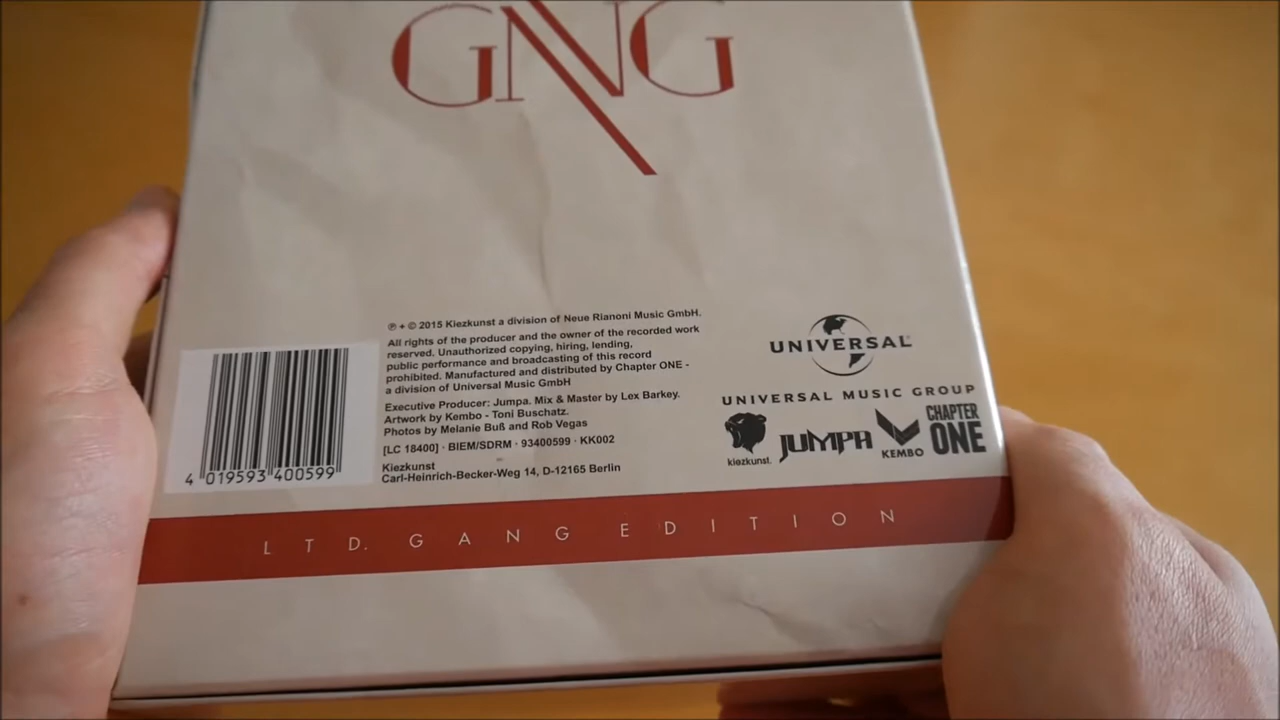 GNG
℗ + © 2015 Kiezkunst a division of Neue Rianoni Music GmbH.
All rights of the producer and the owner of the recorded work
reserved. Unauthorized copying, hiring, lending,
public performance and broadcasting of this record
prohibited. Manufactured and distributed by Chapter ONE -
a division of Universal Music GmbH
Executive Producer: Jumpa. Mix & Master by Lex Barkey.
Artwork by Kembo - Toni Buschatz.
Photos by Melanie Buß and Rob Vegas
[LC 18400] · BIEM/SDRM · 93400599 · KK002
Kiezkunst
Carl-Heinrich-Becker-Weg 14, D-12165 Berlin
4 019593 400599
UNIVERSAL
UNIVERSAL MUSIC GROUP
kiezkunst.
JUMPA
KEMBO
CHAPTER
ONE
LTD. GANG EDITION